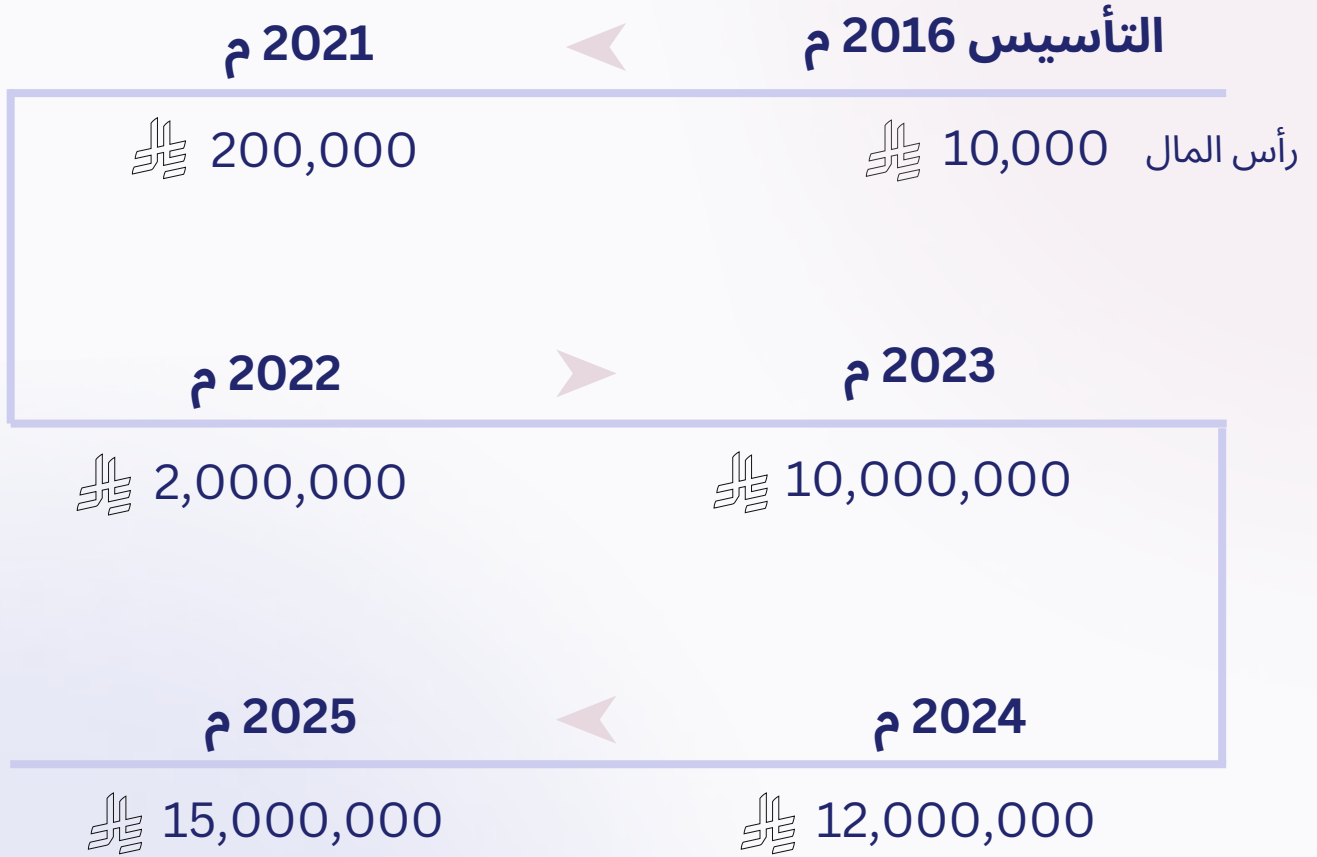 التأسيس 2016 م
2021 م
رأس المال 10,000 ⃁
200,000 ⃁
2022 م
2023 م
2,000,000 ⃁
10,000,000 ⃁
2024 م
2025 م
12,000,000 ⃁
15,000,000 ⃁